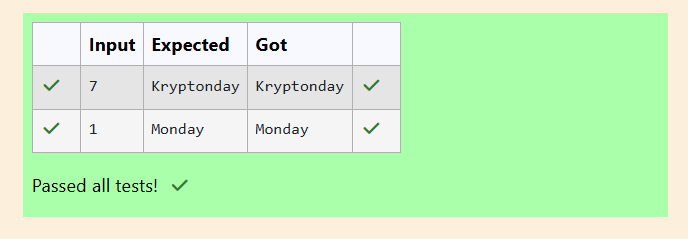 Input Expected Got
7 Kryptonday Kryptonday
1 Monday Monday
Passed all tests!